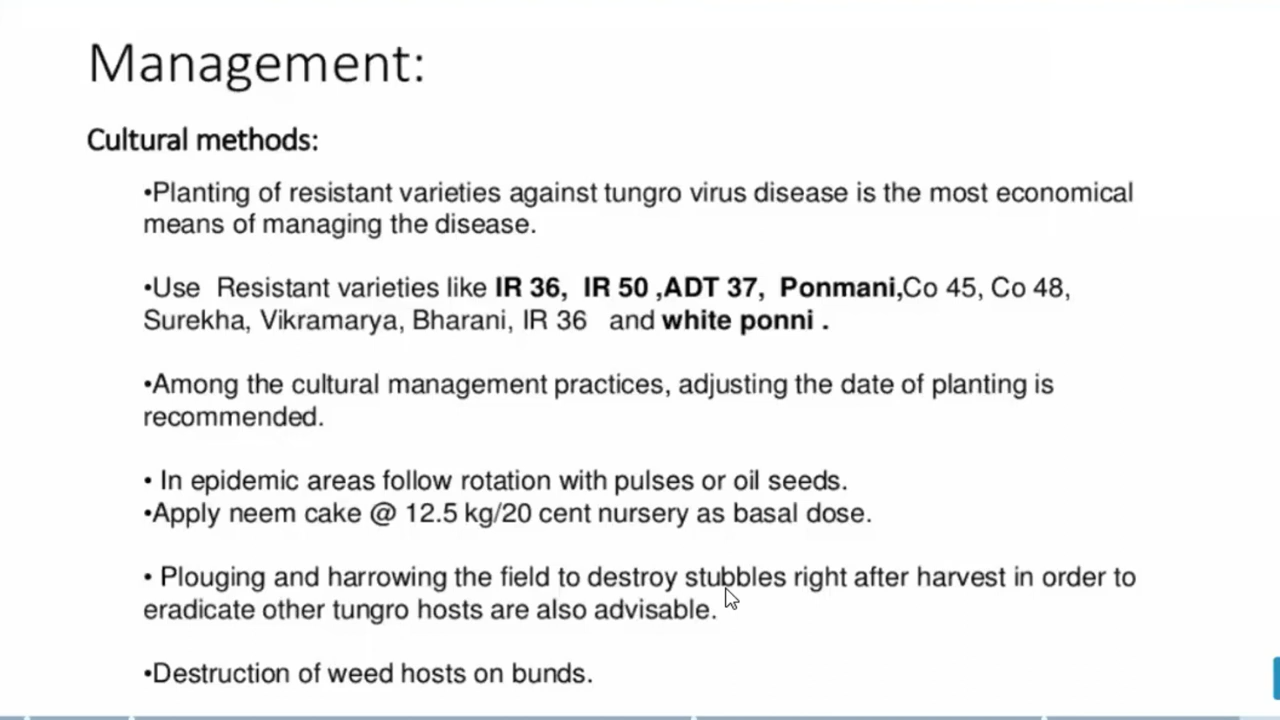 Management:
Cultural methods:
•Planting of resistant varieties against tungro virus disease is the most economical
means of managing the disease.
•Use Resistant varieties like IR 36, IR 50 ,ADT 37, Ponmani,Co 45, Co 48,
Surekha, Vikramarya, Bharani, IR 36 and white ponni .
•Among the cultural management practices, adjusting the date of planting is
recommended.
• In epidemic areas follow rotation with pulses or oil seeds.
•Apply neem cake @ 12.5 kg/20 cent nursery as basal dose.
• Plouging and harrowing the field to destroy stubbles right after harvest in order to
eradicate other tungro hosts are also advisable.
•Destruction of weed hosts on bunds.